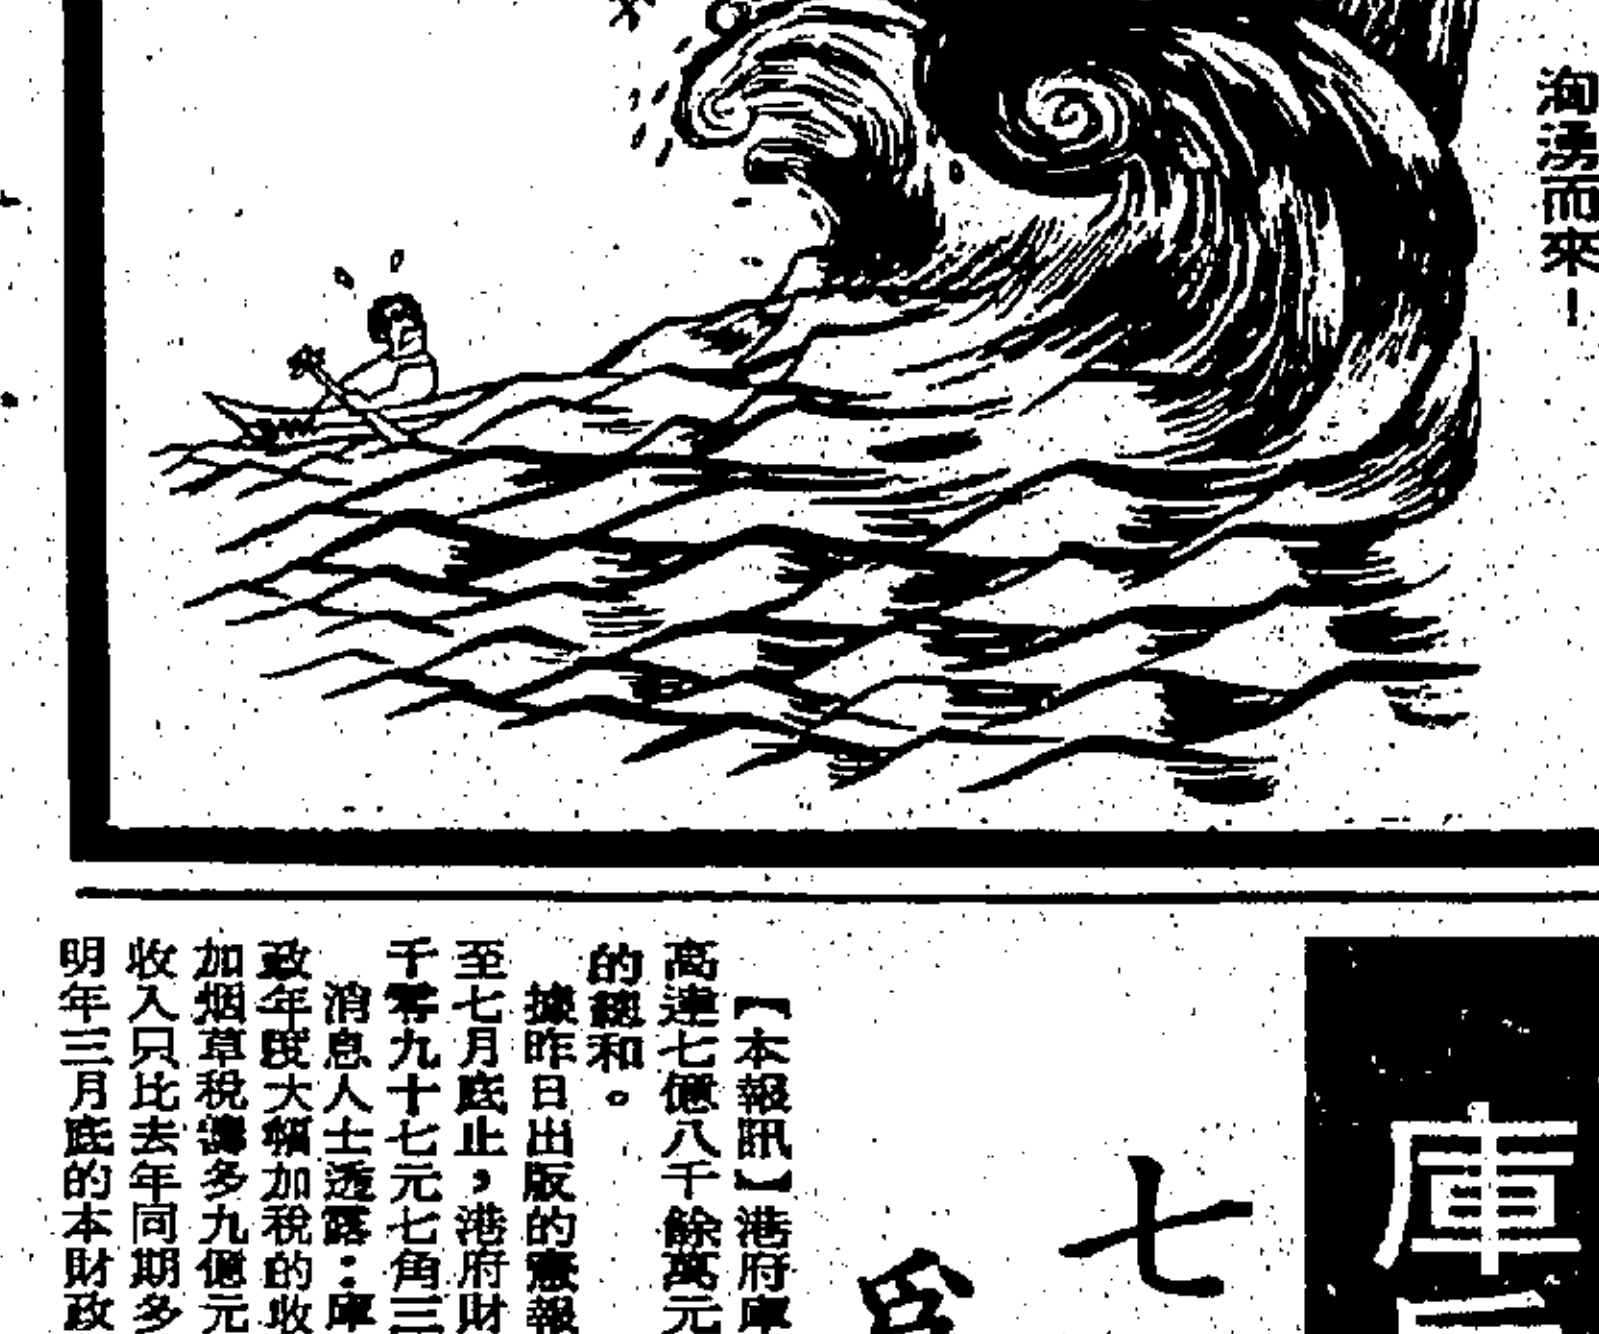 洶湧而來！
庫
七
【本報訊】港府庫
高達七億八千餘萬元
的總和。
據昨日出版的憲報
至七月底止，港府財
千零九十七元七角三
消息人士透露：庫
政年度大幅加稅的收
加烟草稅讓多九億元
收入只比去年同期多
明年三月底的本財政